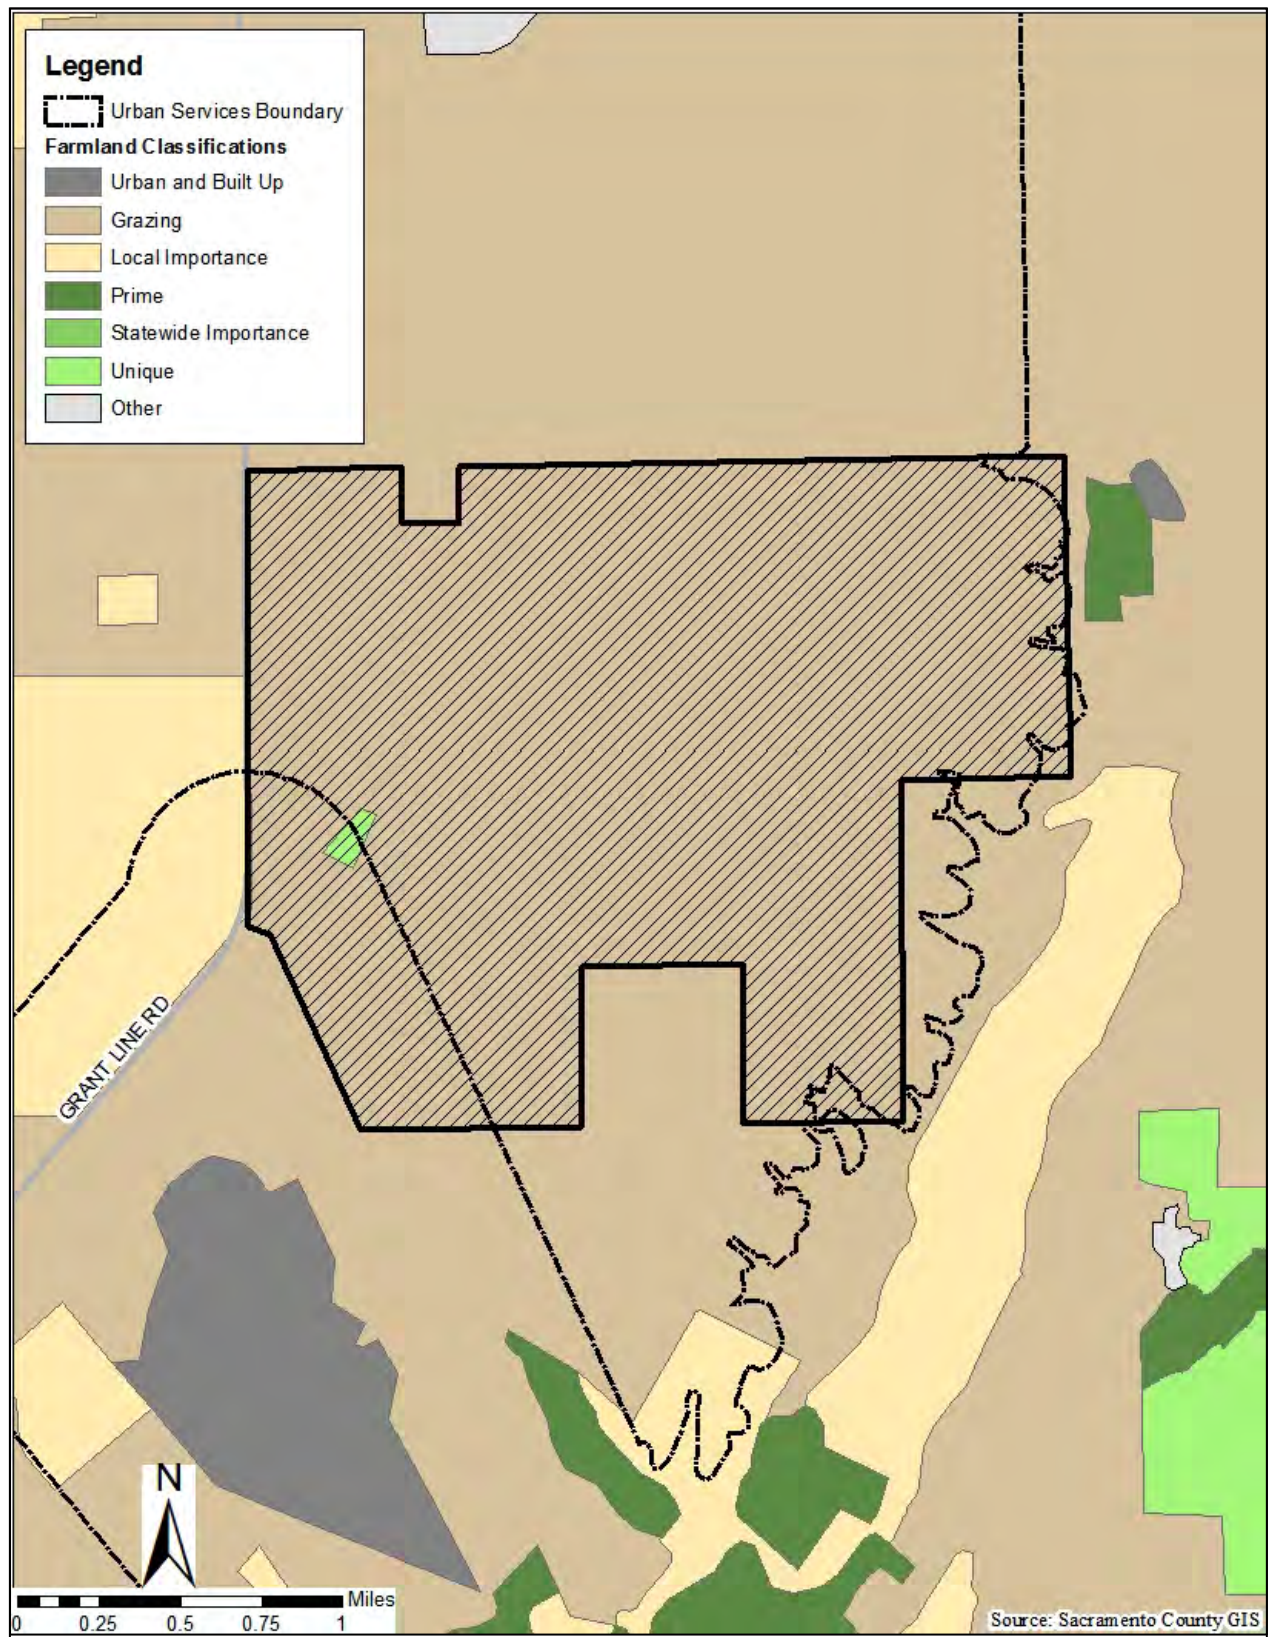 Legend
Urban Services Boundary
Farmland Classifications
Urban and Built Up
Grazing
Local Importance
Prime
Statewide Importance
Unique
Other
GRANT LINE RD
N
Miles
0 0.25 0.5 0.75 1
Source: Sacramento County GIS